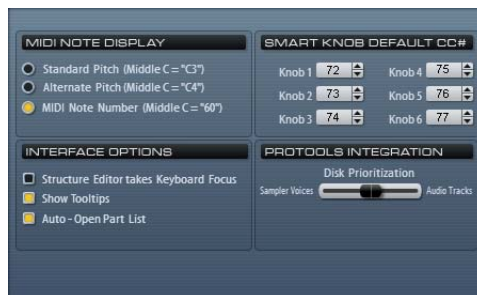 MIDI NOTE DISPLAY
Standard Pitch (Middle C = "C3")
Alternate Pitch (Middle C = "C4")
MIDI Note Number (Middle C = "60")
SMART KNOB DEFAULT CC#
Knob 1 72 Knob 4 75
Knob 2 73 Knob 5 76
Knob 3 74 Knob 6 77
INTERFACE OPTIONS
Structure Editor takes Keyboard Focus
Show Tooltips
Auto-Open Part List
PROTOOLS INTEGRATION
Disk Prioritization
Sampler Voices Audio Tracks